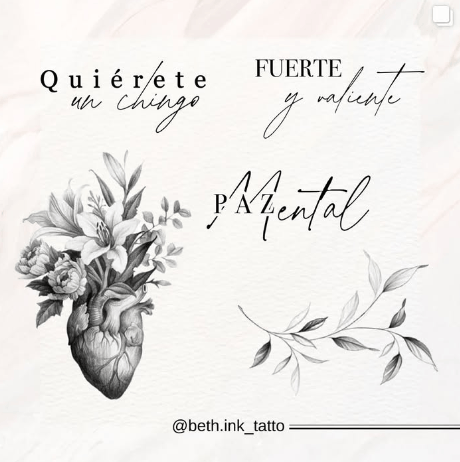 Quiérete
un chingo
FUERTE
y valiente
PAZ Mental
@beth.ink_tatto